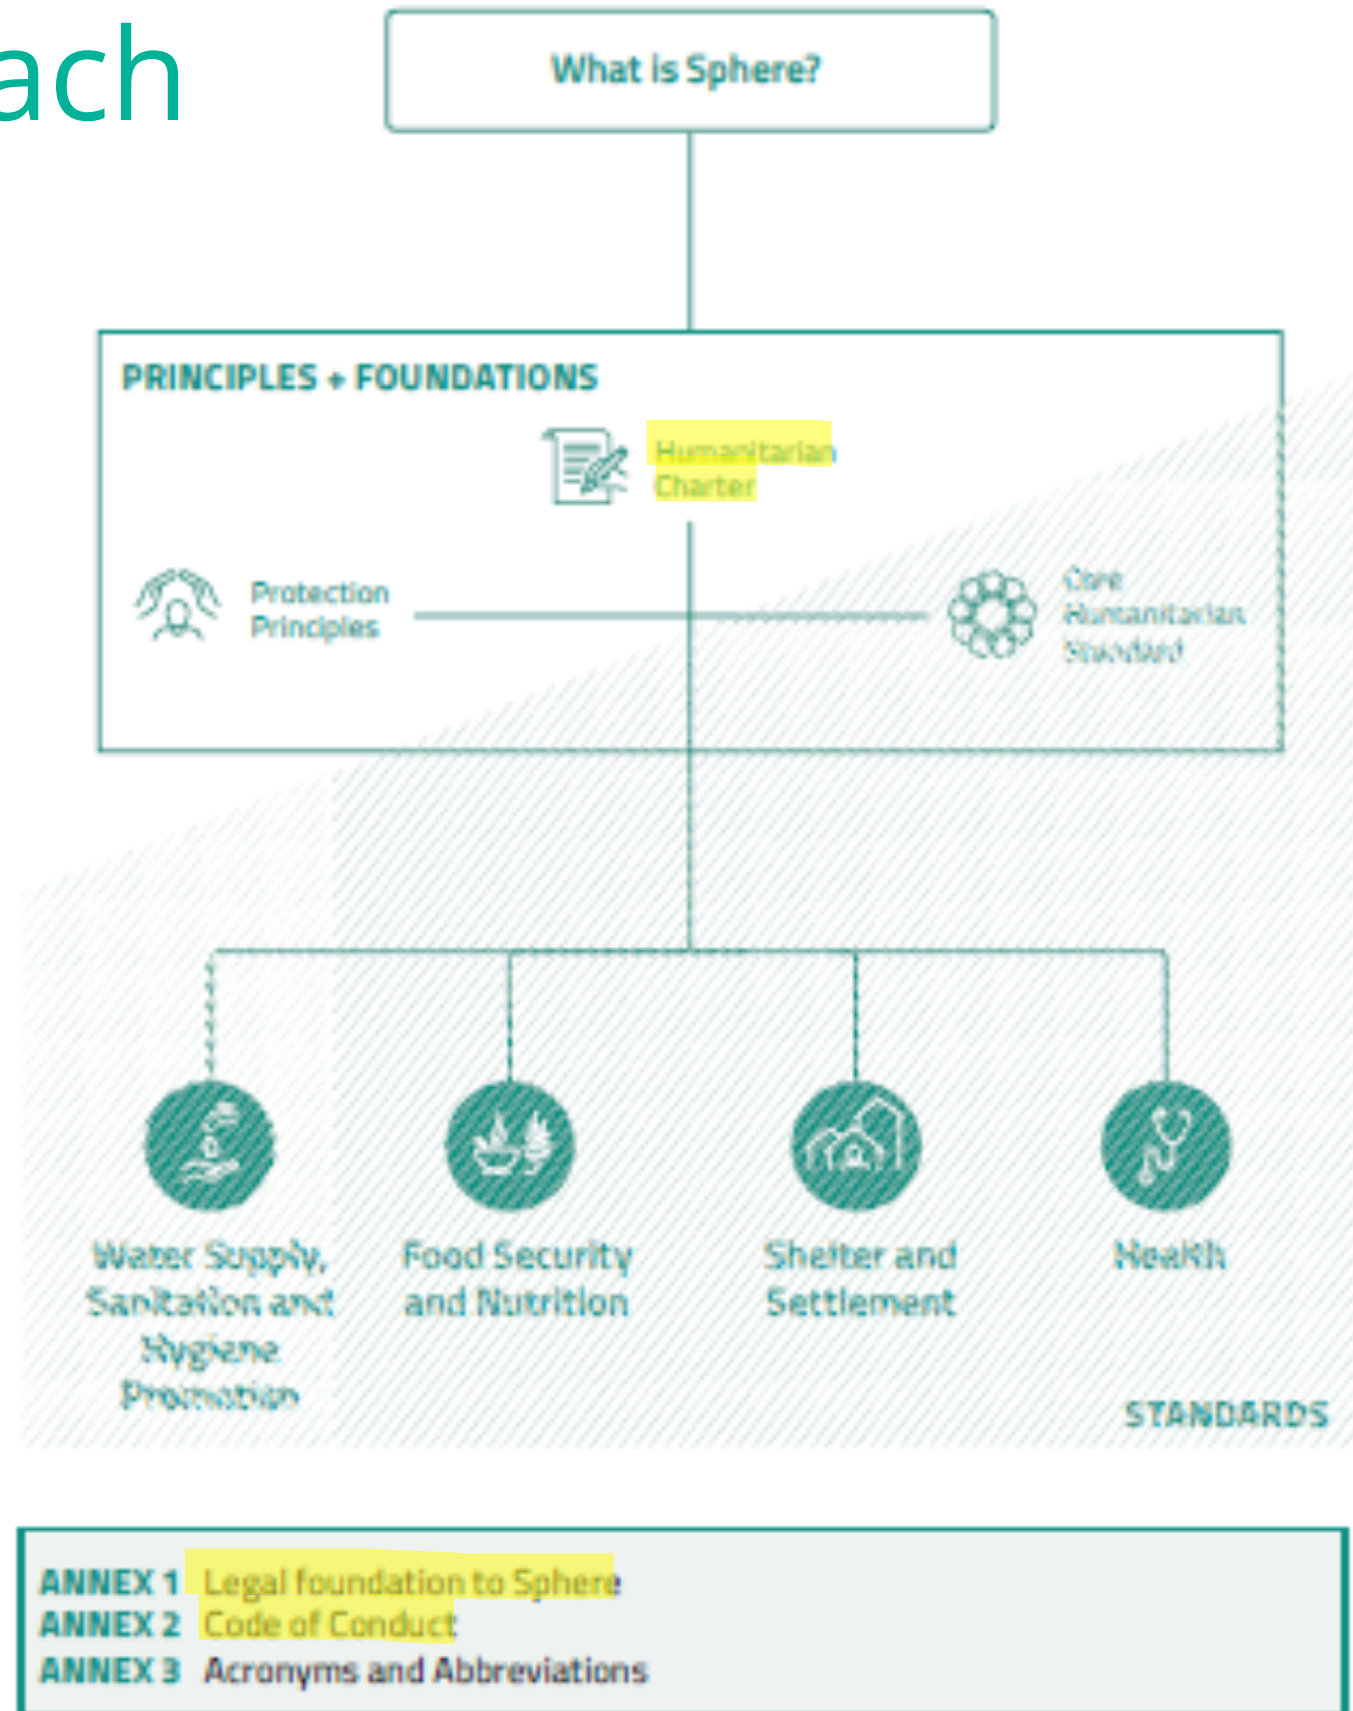 ach
What is Sphere?
PRINCIPLES + FOUNDATIONS
Humanitarian
Charter
Protection
Principles
Core
Humanitarian
Standard
Water Supply,
Sanitation and
Hygiene
Promotion
Food Security
and Nutrition
Shelter and
Settlement
Health
STANDARDS
ANNEX 1 Legal foundation to Sphere
ANNEX 2 Code of Conduct
ANNEX 3 Acronyms and Abbreviations